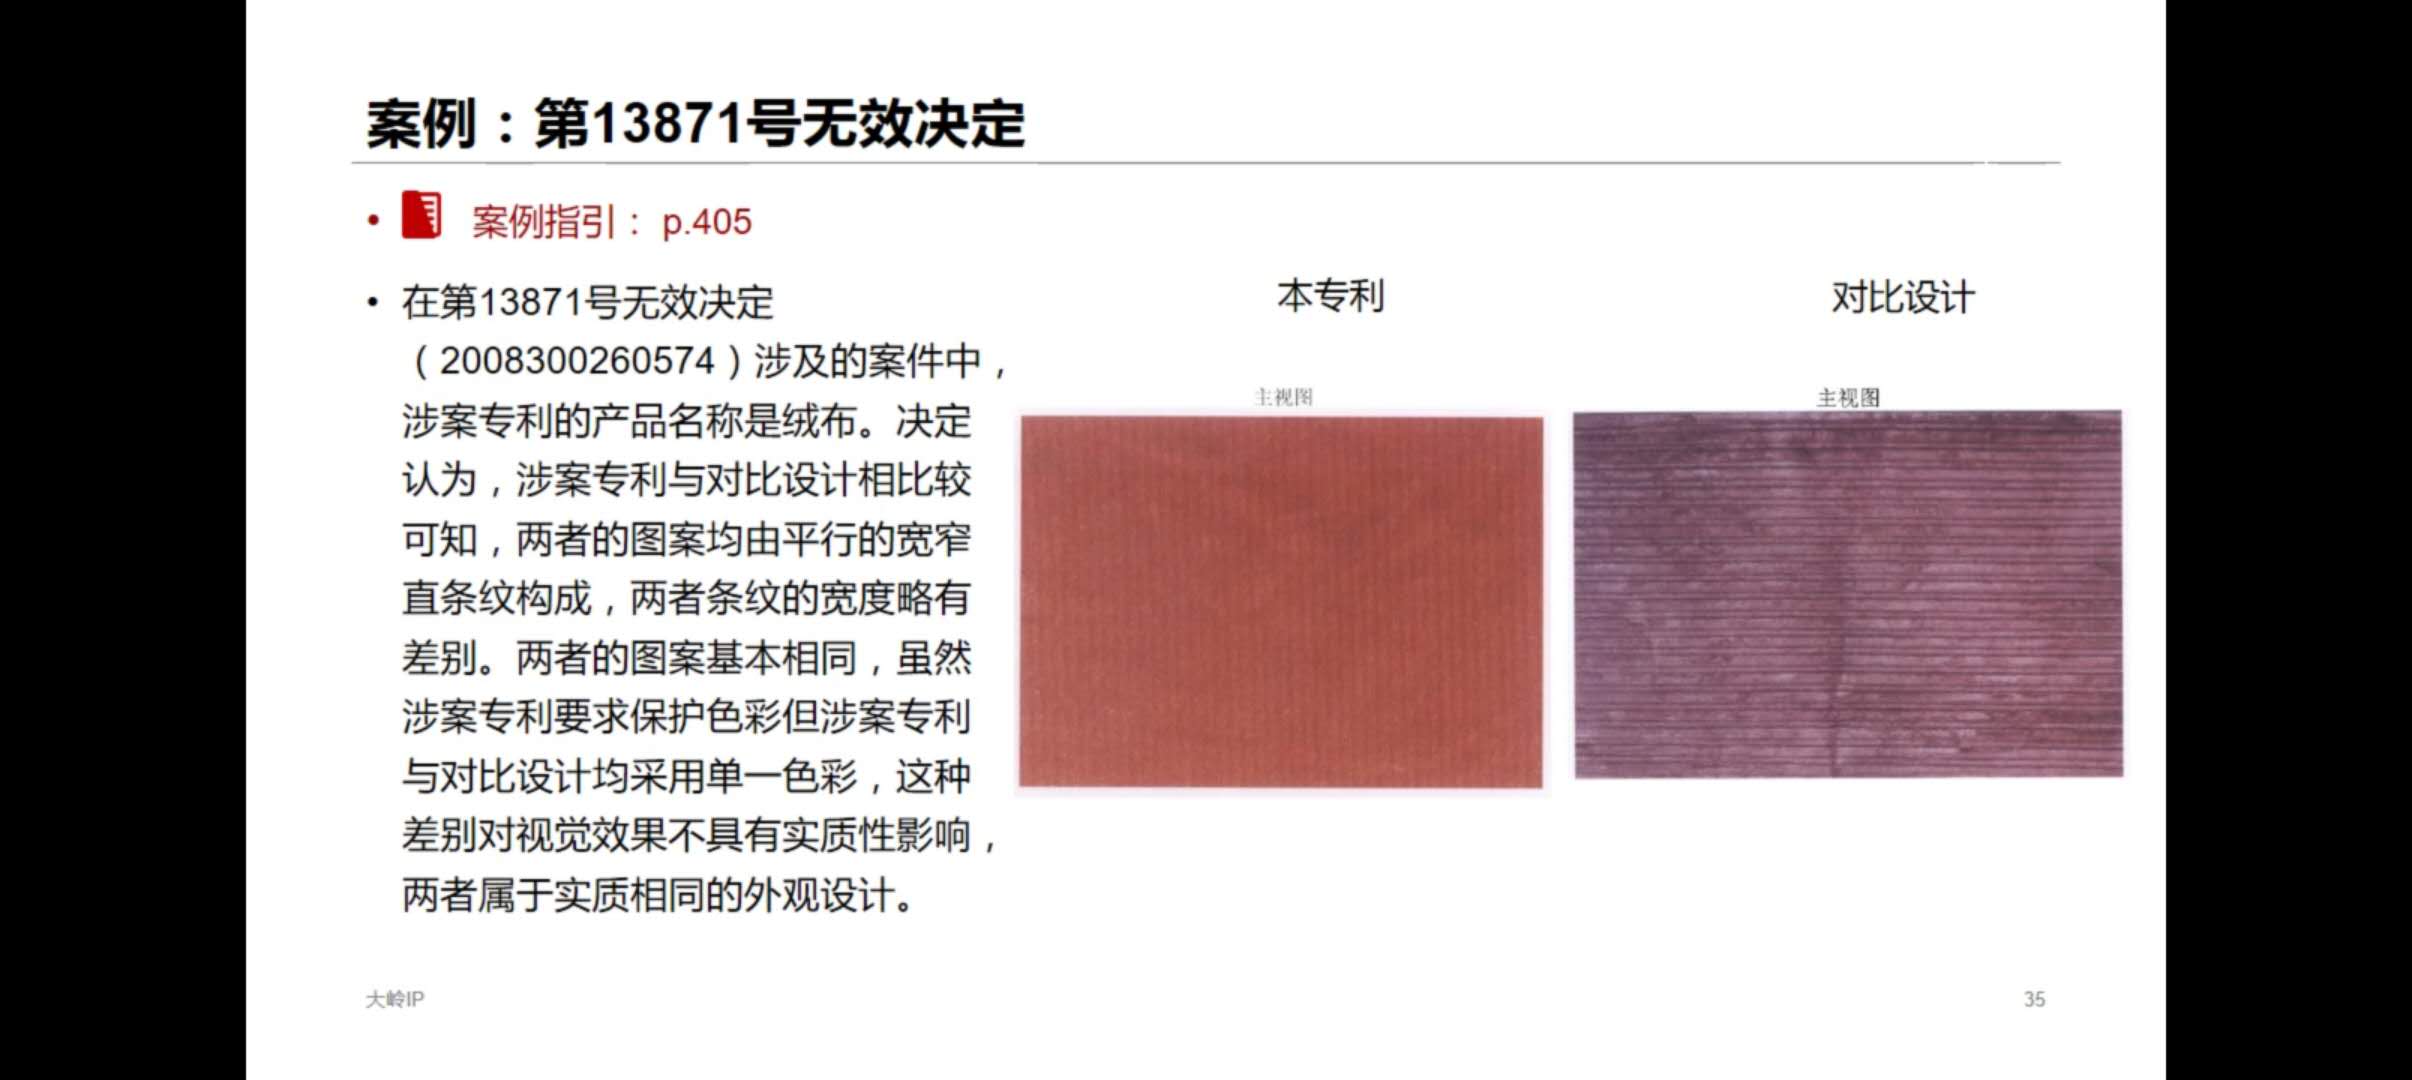 案例：第13871号无效决定
• 案例指引： p.405
• 在第13871号无效决定
（2008300260574）涉及的案件中，
涉案专利的产品名称是绒布。决定
认为，涉案专利与对比设计相比较
可知，两者的图案均由平行的宽窄
直条纹构成，两者条纹的宽度略有
差别。两者的图案基本相同，虽然
涉案专利要求保护色彩但涉案专利
与对比设计均采用单一色彩，这种
差别对视觉效果不具有实质性影响，
两者属于实质相同的外观设计。
本专利
对比设计
主视图
主视图
大岭IP
35